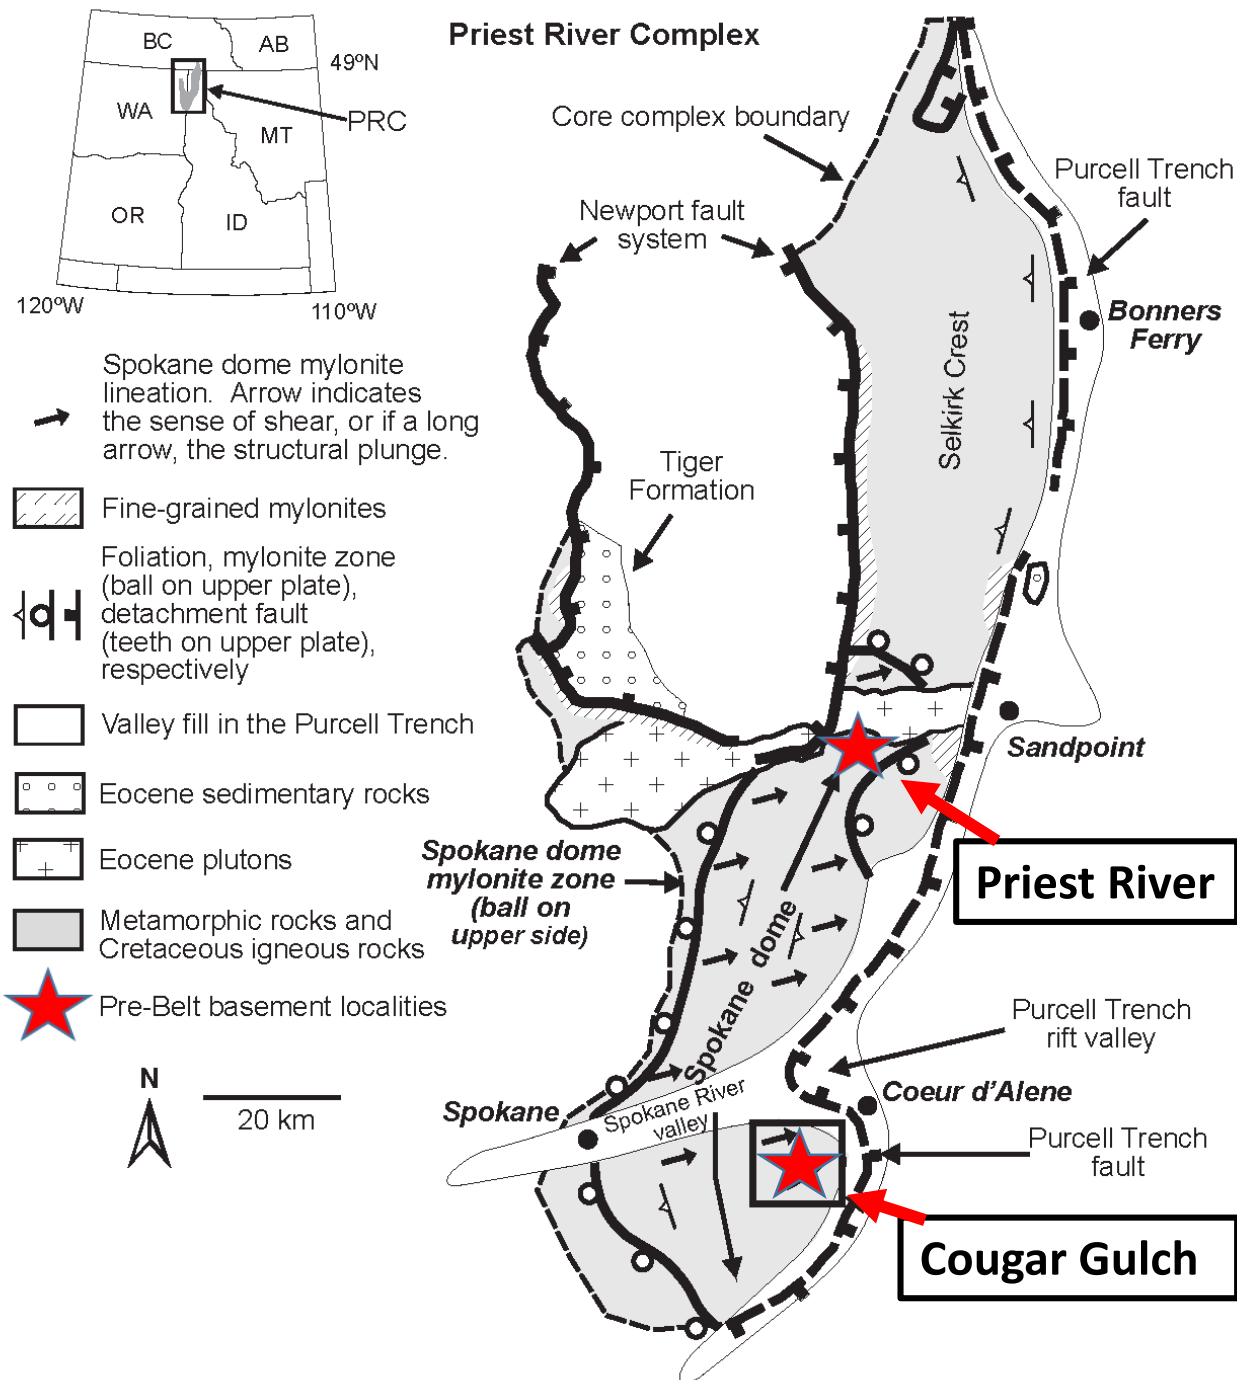 Priest River Complex
BC
AB
49ºN
WA
PRC
MT
OR
ID
120ºW
110ºW
Core complex boundary
Purcell Trench
fault
Newport fault
system
Bonners
Ferry
Selkirk Crest
Tiger
Formation
Spokane dome mylonite
lineation. Arrow indicates
the sense of shear, or if a long
arrow, the structural plunge.
Fine-grained mylonites
Foliation, mylonite zone
(ball on upper plate),
detachment fault
(teeth on upper plate),
respectively
Valley fill in the Purcell Trench
Eocene sedimentary rocks
Eocene plutons
Metamorphic rocks and
Cretaceous igneous rocks
Pre-Belt basement localities
N
20 km
Sandpoint
Priest River
Spokane dome
mylonite zone
(ball on
upper side)
Spokane dome
Purcell Trench
rift valley
Coeur d'Alene
Spokane
Spokane River
valley
Purcell Trench
fault
Cougar Gulch